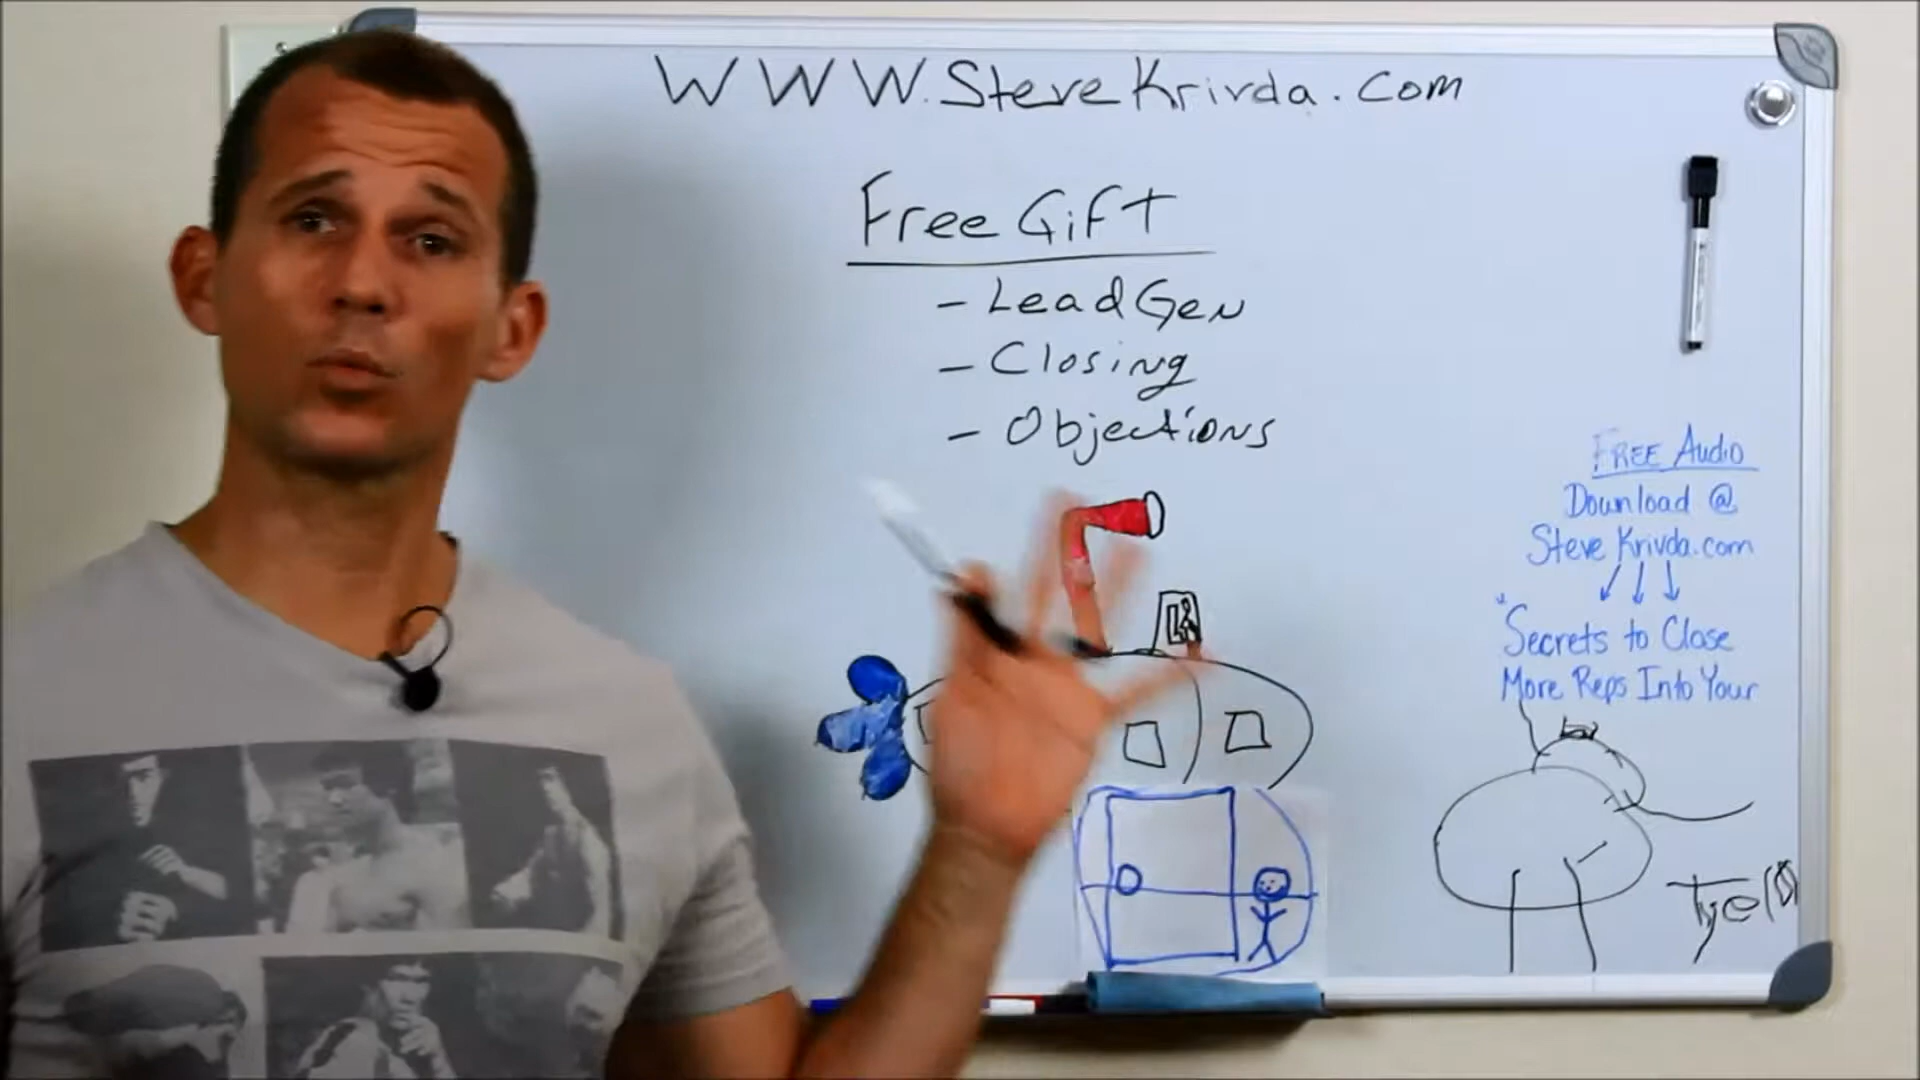 WWW.SteveKrivda.com
Free Gift
- Lead Gen
- Closing
- Objections
FREE Audio
Download @
Steve Krivda.com
Secrets to Close
More Reps Into Your